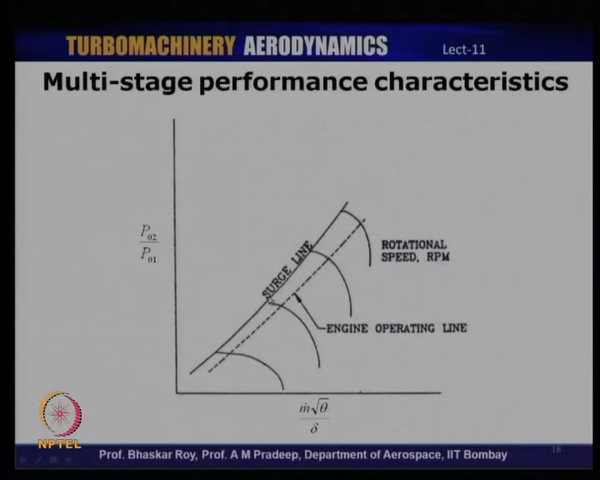 TURBOMACHINERY AERODYNAMICS Lect-11
Multi-stage performance characteristics
P₀₂
P₀₁
SURGE LINE
ROTATIONAL
SPEED, RPM
ENGINE OPERATING LINE
ṁ√θ
δ
NPTEL
Prof. Bhaskar Roy, Prof. A M Pradeep, Department of Aerospace, IIT Bombay
18